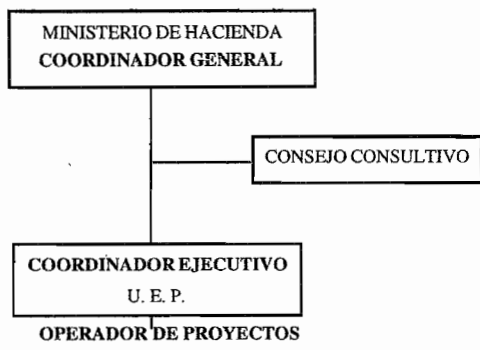 MINISTERIO DE HACIENDA
COORDINADOR GENERAL
CONSEJO CONSULTIVO
COORDINADOR EJECUTIVO
U. E. P.
OPERADOR DE PROYECTOS